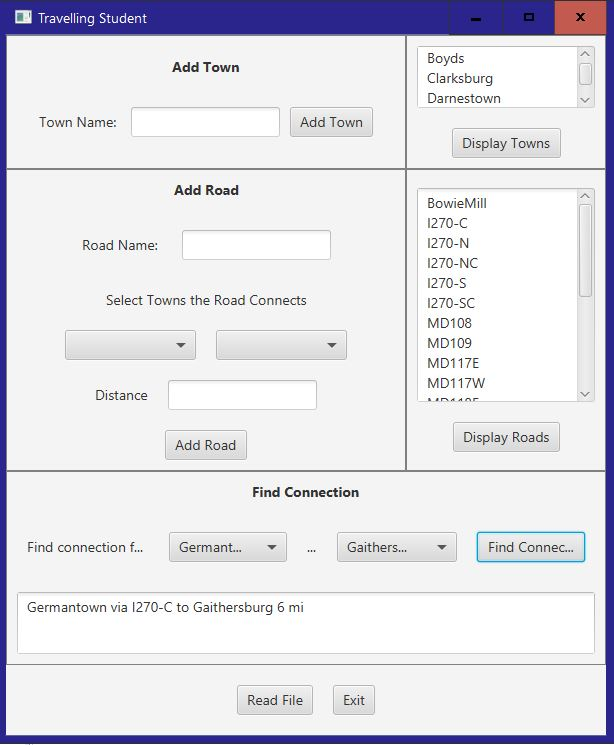 Travelling Student
Add Town
Town Name:
Add Town
Boyds
Clarksburg
Darnestown
Display Towns
Add Road
Road Name:
Select Towns the Road Connects
Distance
Add Road
BowieMill
I270-C
I270-N
I270-NC
I270-S
I270-SC
MD108
MD109
MD117E
MD117W
Display Roads
Find Connection
Find connection f... Germant... ... Gaithers... Find Connec...
Germantown via I270-C to Gaithersburg 6 mi
Read File Exit